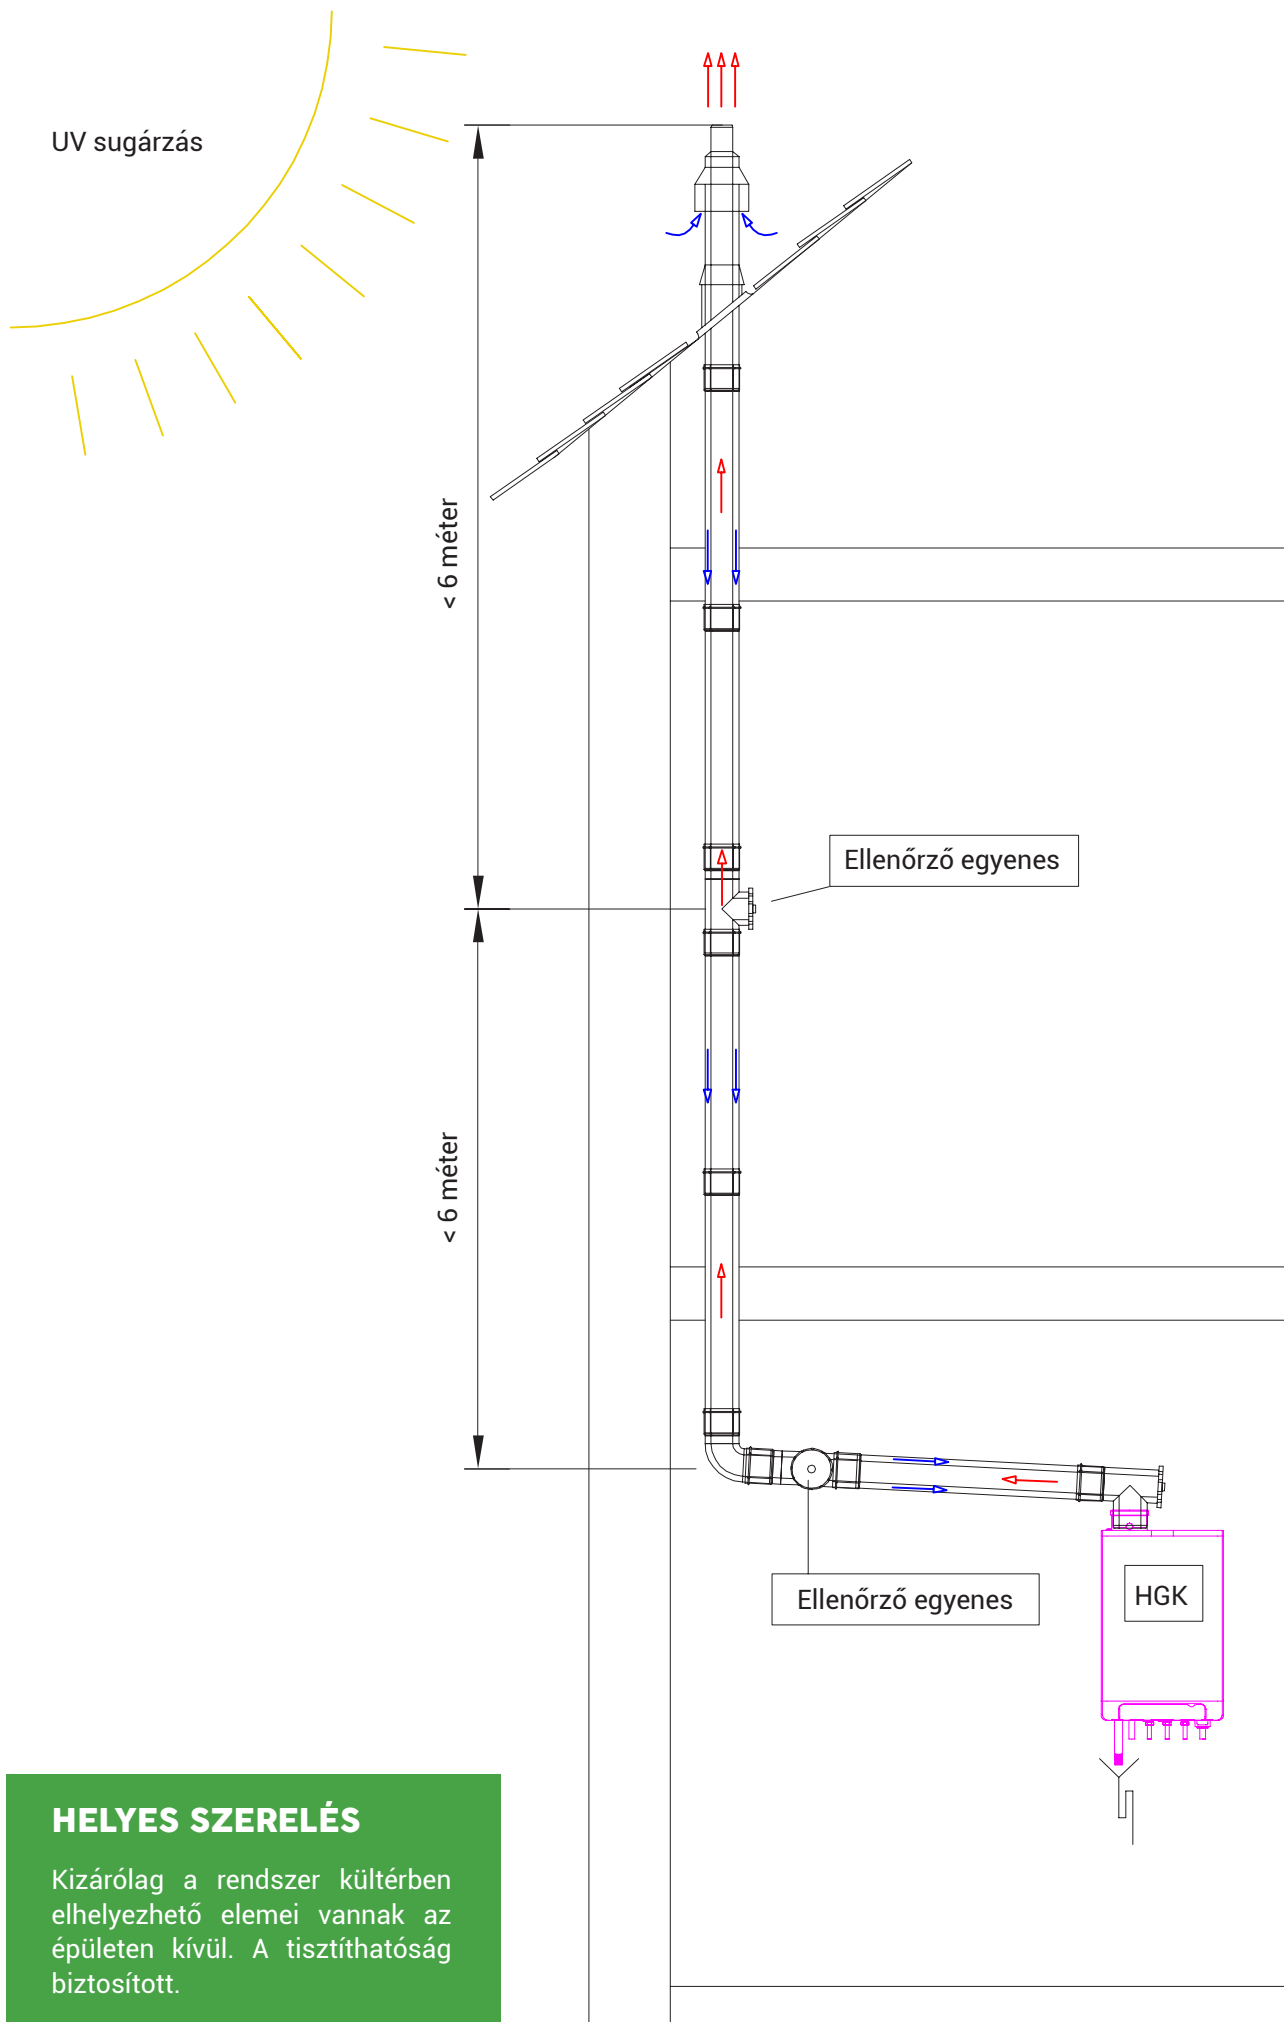 UV sugárzás
< 6 méter
Ellenőrző egyenes
< 6 méter
Ellenőrző egyenes
HGK
HELYES SZERELÉS
Kizárólag a rendszer kültérben
elhelyezhető elemei vannak az
épületen kívül. A tisztíthatóság
biztosított.